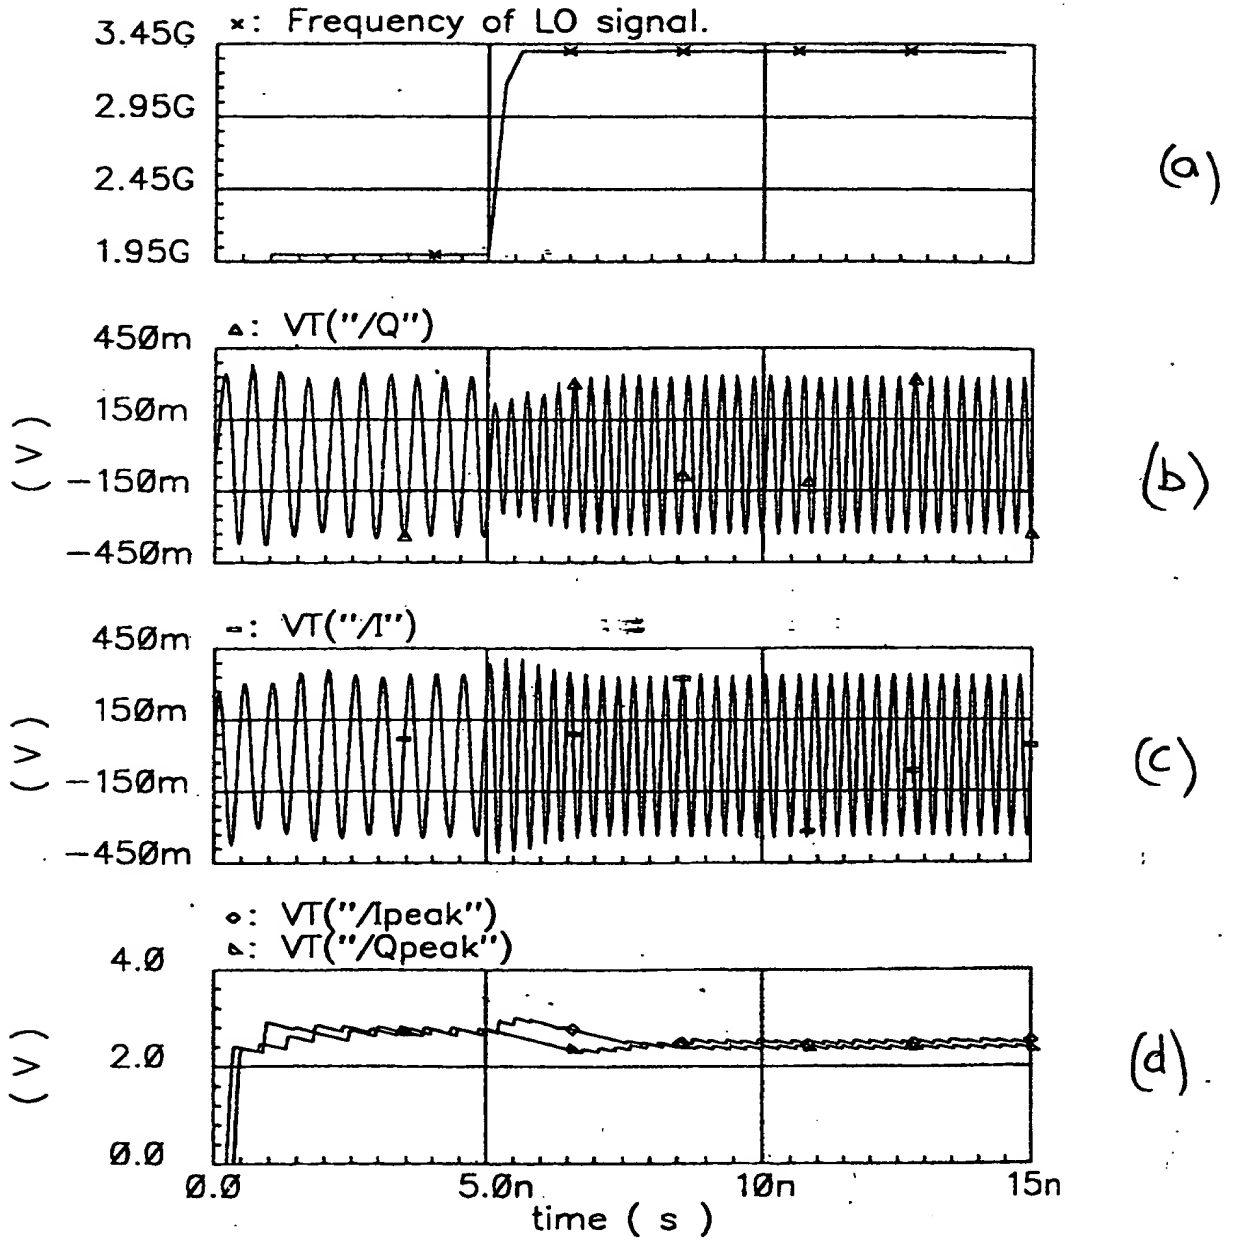 ×: Frequency of LO signal.
3.45G
2.95G
2.45G
1.95G
(a)
△: VT("/Q")
450m
150m
-150m
-450m
(V)
(b)
-: VT("/I")
450m
150m
-150m
-450m
(V)
(c)
◇: VT("/Ipeak")
△: VT("/Qpeak")
4.0
2.0
0.0
(V)
(d)
0.0 5.0n 10n 15n
time ( s )